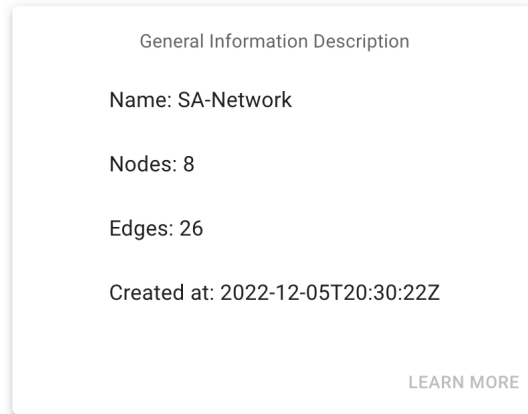 General Information Description
Name: SA-Network
Nodes: 8
Edges: 26
Created at: 2022-12-05T20:30:22Z
LEARN MORE